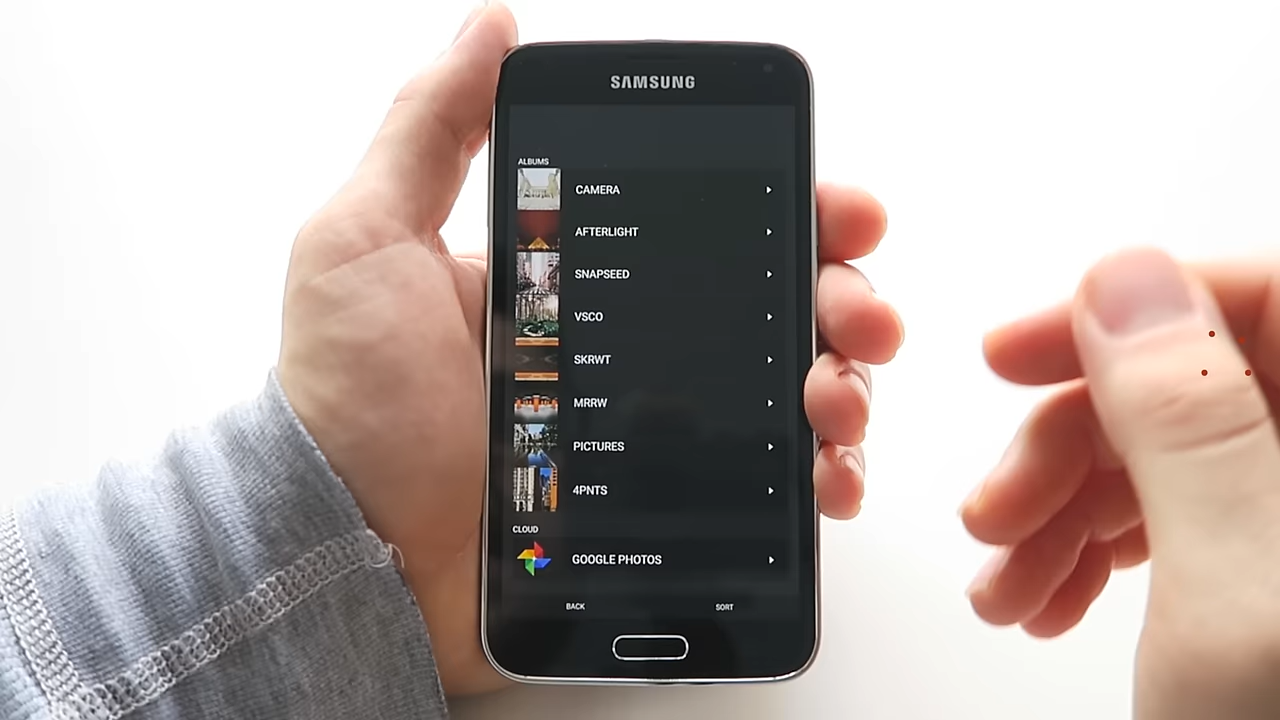 SAMSUNG
ALBUMS
CAMERA
AFTERLIGHT
SNAPSEED
VSCO
SKRWT
MRRW
PICTURES
4PNTS
CLOUD
GOOGLE PHOTOS
BACK SORT